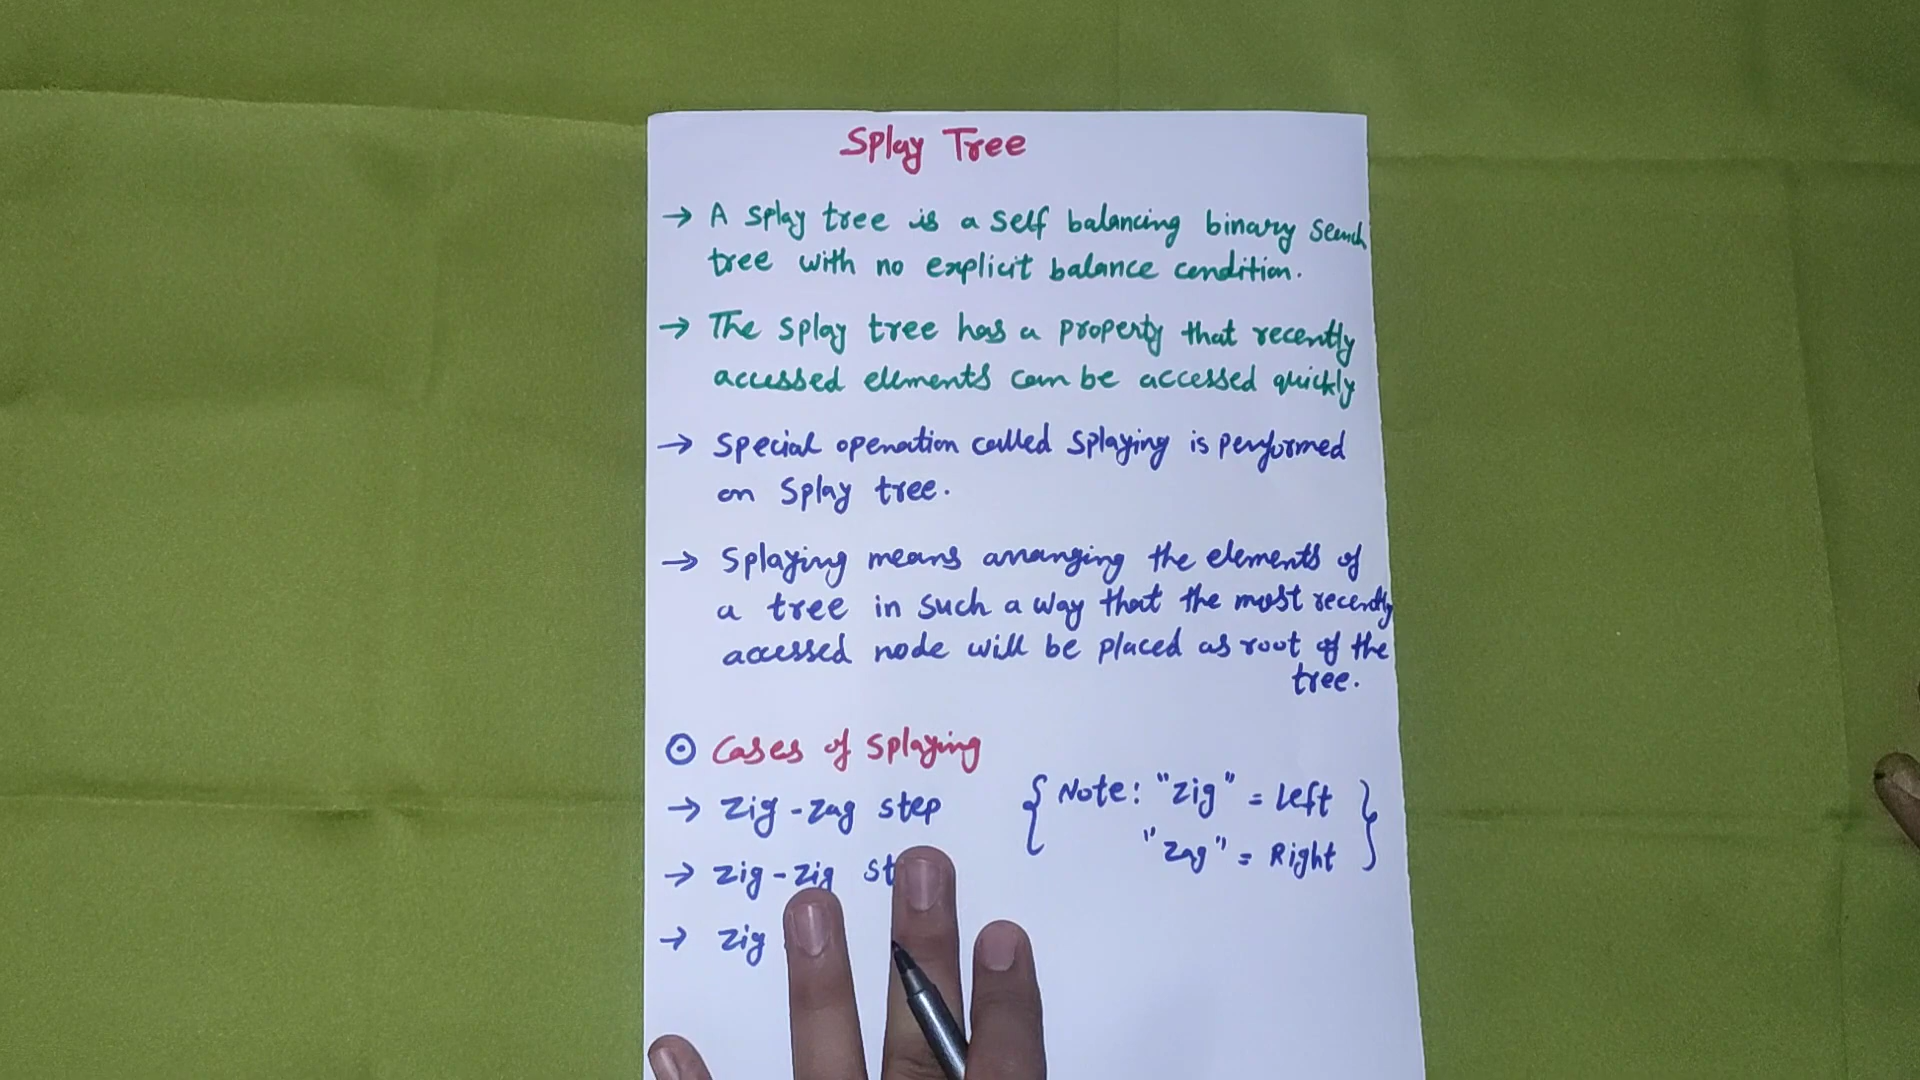 Splay Tree
→ A splay tree is a self balancing binary search
tree with no explicit balance condition.
→ The splay tree has a property that recently
accessed elements can be accessed quickly
→ Special operation called Splaying is performed
on Splay tree.
→ Splaying means arranging the elements of
a tree in such a way that the most recently
accessed node will be placed as root of the
tree.
Cases of Splaying
→ Zig-Zag step
{ Note: "Zig" = Left }
"Zag" = Right
→ Zig-Zig st
→ Zig